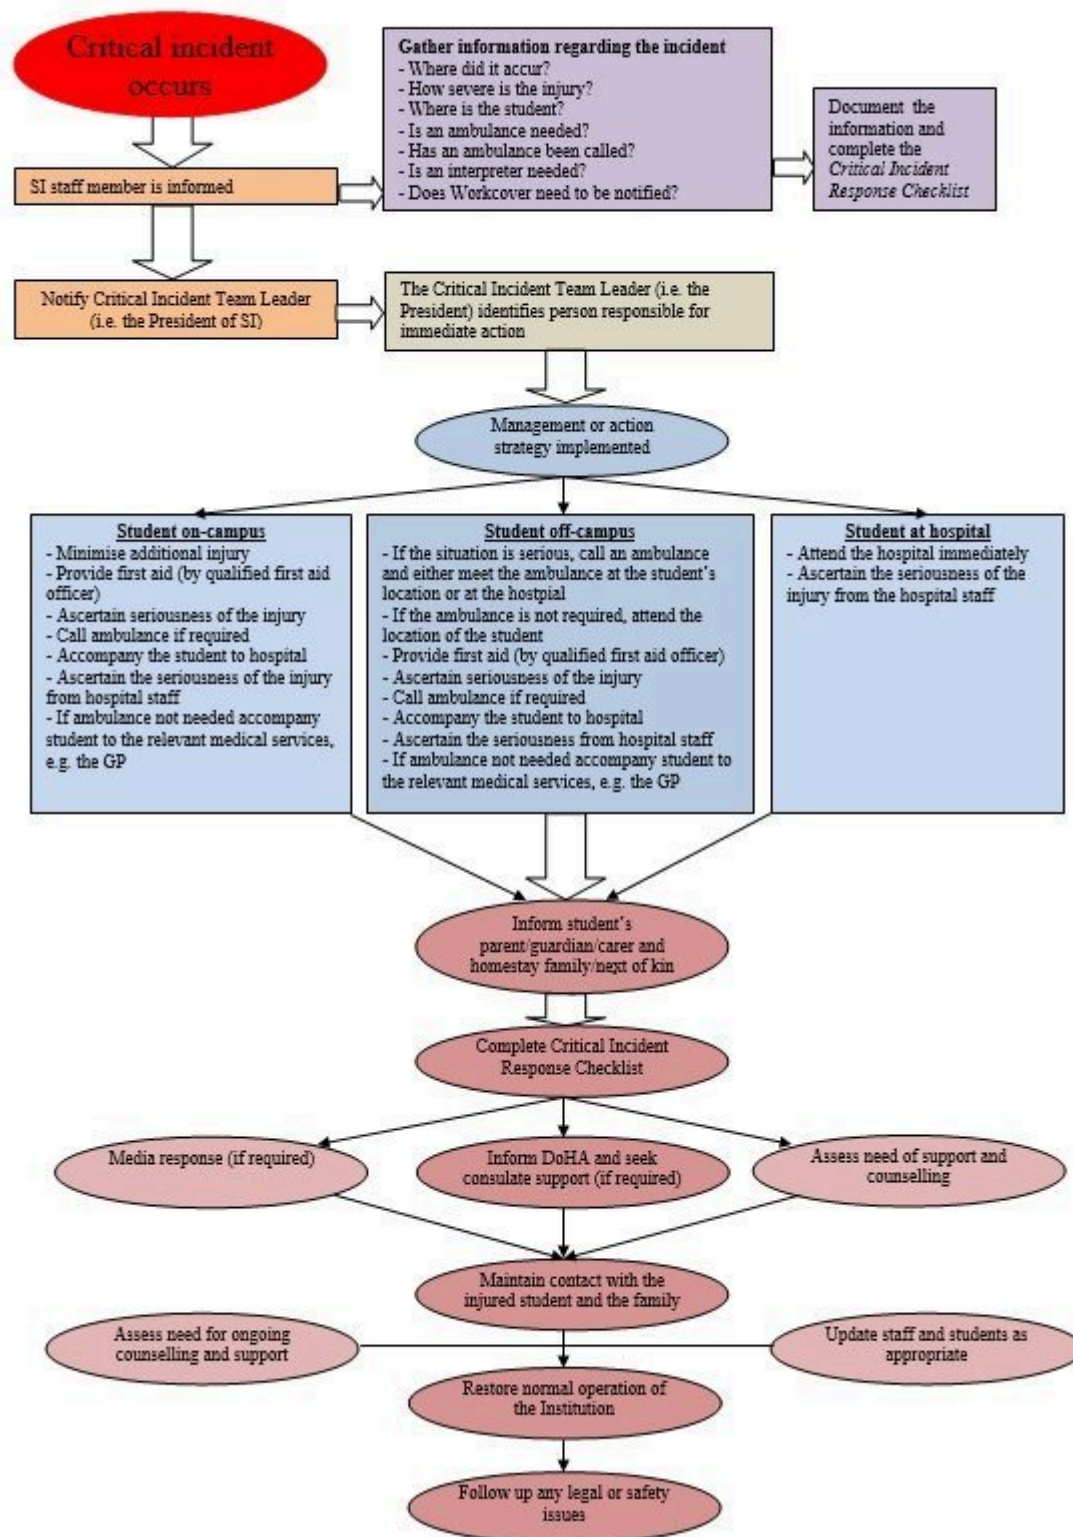 Critical incident
occurs
Gather information regarding the incident
- Where did it occur?
- How severe is the injury?
- Where is the student?
- Is an ambulance needed?
- Has an ambulance been called?
- Is an interpreter needed?
- Does Workcover need to be notified?
Document the
information and
complete the
Critical Incident
Response Checklist
SI staff member is informed
Notify Critical Incident Team Leader
(i.e. the President of SI)
The Critical Incident Team Leader (i.e. the
President) identifies person responsible for
immediate action
Management or action
strategy implemented
Student on-campus
- Minimise additional injury
- Provide first aid (by qualified first aid
officer)
- Ascertain seriousness of the injury
- Call ambulance if required
- Accompany the student to hospital
- Ascertain the seriousness of the injury
from hospital staff
- If ambulance not needed accompany
student to the relevant medical services,
e.g. the GP
Student off-campus
- If the situation is serious, call an ambulance
and either meet the ambulance at the student's
location or at the hostpial
- If the ambulance is not required, attend the
location of the student
- Provide first aid (by qualified first aid officer)
- Ascertain seriousness of the injury
- Call ambulance if required
- Accompany the student to hospital
- Ascertain the seriousness from hospital staff
- If ambulance not needed accompany student to
the relevant medical services, e.g. the GP
Student at hospital
- Attend the hospital immediately
- Ascertain the seriousness of the
injury from the hospital staff
Inform student's
parent/guardian/carer and
homestay family/next of kin
Complete Critical Incident
Response Checklist
Media response (if required)
Inform DoHA and seek
consulate support (if required)
Assess need of support and
counselling
Maintain contact with the
injured student and the family
Assess need for ongoing
counselling and support
Update staff and students as
appropriate
Restore normal operation of
the Institution
Follow up any legal or safety
issues